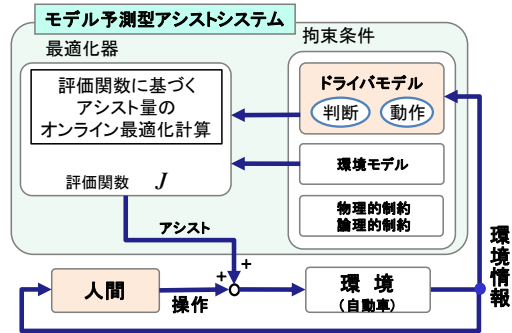 モデル予測型アシストシステム
最適化器
拘束条件
評価関数に基づく
アシスト量の
オンライン最適化計算
評価関数 J
ドライバモデル
判断 動作
環境モデル
物理的制約
論理的制約
アシスト
+
+
人間
操作
環 境
(自動車)
環境情報